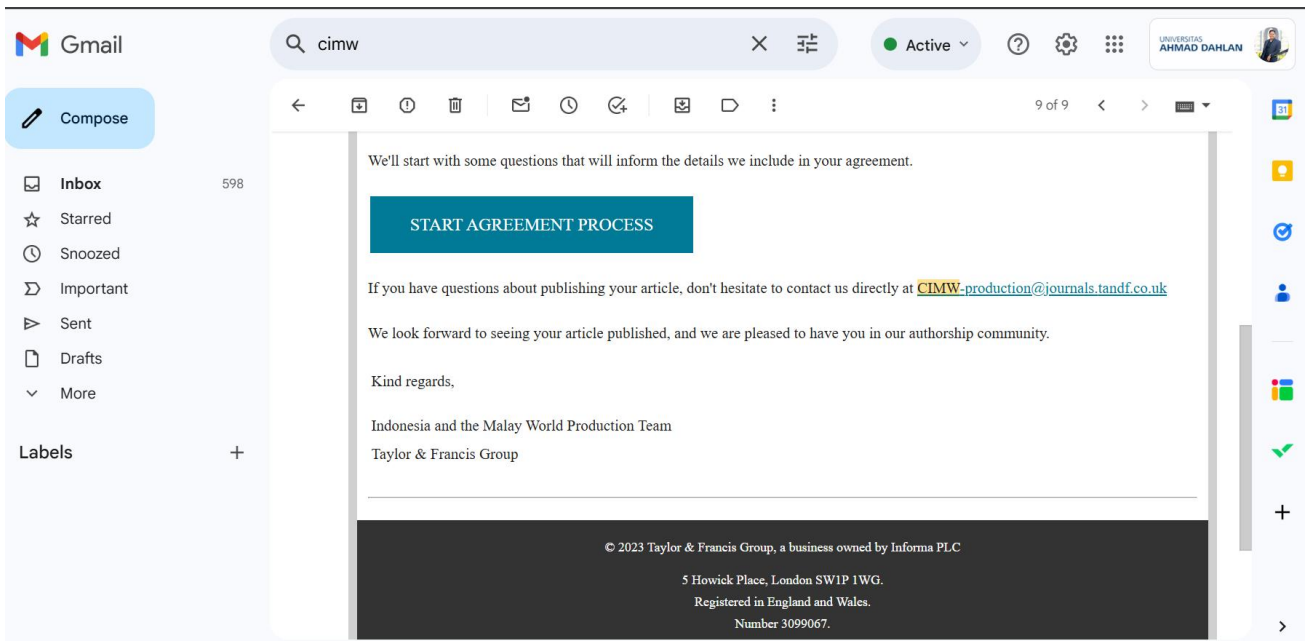 Gmail
cimw
Active
UNIVERSITAS
AHMAD DAHLAN
Compose
9 of 9
31
Inbox 598
Starred
Snoozed
Important
Sent
Drafts
More
Labels
We'll start with some questions that will inform the details we include in your agreement.
START AGREEMENT PROCESS
If you have questions about publishing your article, don't hesitate to contact us directly at CIMW-production@journals.tandf.co.uk
We look forward to seeing your article published, and we are pleased to have you in our authorship community.
Kind regards,
Indonesia and the Malay World Production Team
Taylor & Francis Group
© 2023 Taylor & Francis Group, a business owned by Informa PLC
5 Howick Place, London SW1P 1WG.
Registered in England and Wales.
Number 3099067.